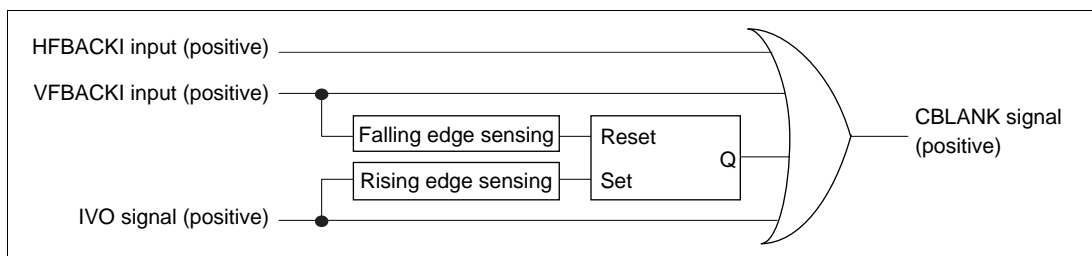 HFBACKI input (positive)
VFBACKI input (positive)
Falling edge sensing
Rising edge sensing
Reset
Q
Set
IVO signal (positive)
CBLANK signal
(positive)